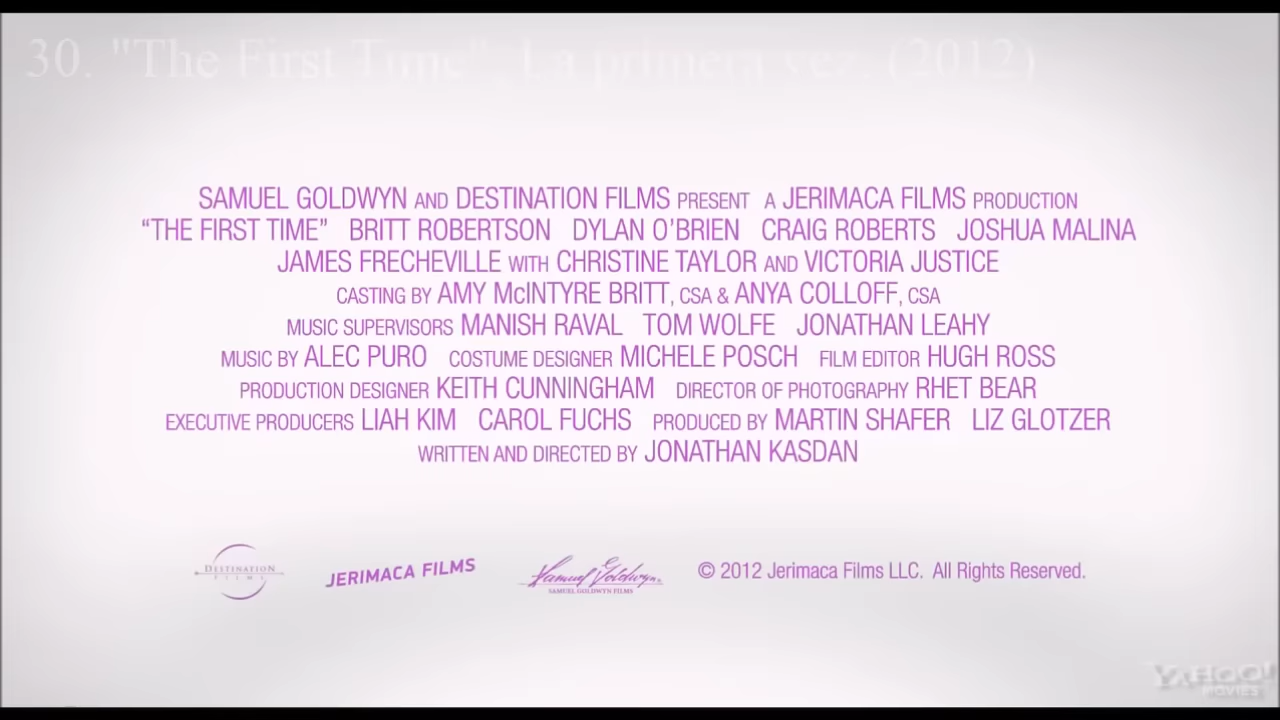 30. "The First Time". La primera vez. (2012)
SAMUEL GOLDWYN AND DESTINATION FILMS PRESENT A JERIMACA FILMS PRODUCTION
“THE FIRST TIME” BRITT ROBERTSON DYLAN O’BRIEN CRAIG ROBERTS JOSHUA MALINA
JAMES FRECHEVILLE WITH CHRISTINE TAYLOR AND VICTORIA JUSTICE
CASTING BY AMY McINTYRE BRITT, CSA & ANYA COLLOFF, CSA
MUSIC SUPERVISORS MANISH RAVAL TOM WOLFE JONATHAN LEAHY
MUSIC BY ALEC PURO COSTUME DESIGNER MICHELE POSCH FILM EDITOR HUGH ROSS
PRODUCTION DESIGNER KEITH CUNNINGHAM DIRECTOR OF PHOTOGRAPHY RHET BEAR
EXECUTIVE PRODUCERS LIAH KIM CAROL FUCHS PRODUCED BY MARTIN SHAFER LIZ GLOTZER
WRITTEN AND DIRECTED BY JONATHAN KASDAN
DESTINATION
FILMS
JERIMACA FILMS
Samuel Goldwyn
SAMUEL GOLDWYN FILMS
© 2012 Jerimaca Films LLC. All Rights Reserved.
YAHOO!
MOVIES